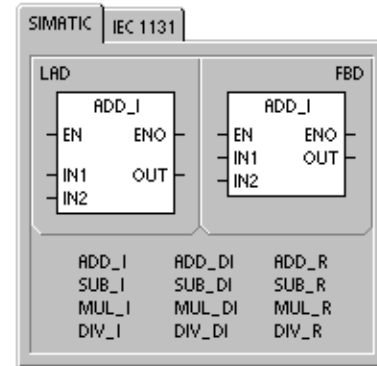 SIMATIC IEC 1131
LAD FBD
ADD_I ADD_I
EN ENO EN ENO
IN1 OUT IN1 OUT
IN2 IN2
ADD_I ADD_DI ADD_R
SUB_I SUB_DI SUB_R
MUL_I MUL_DI MUL_R
DIV_I DIV_DI DIV_R